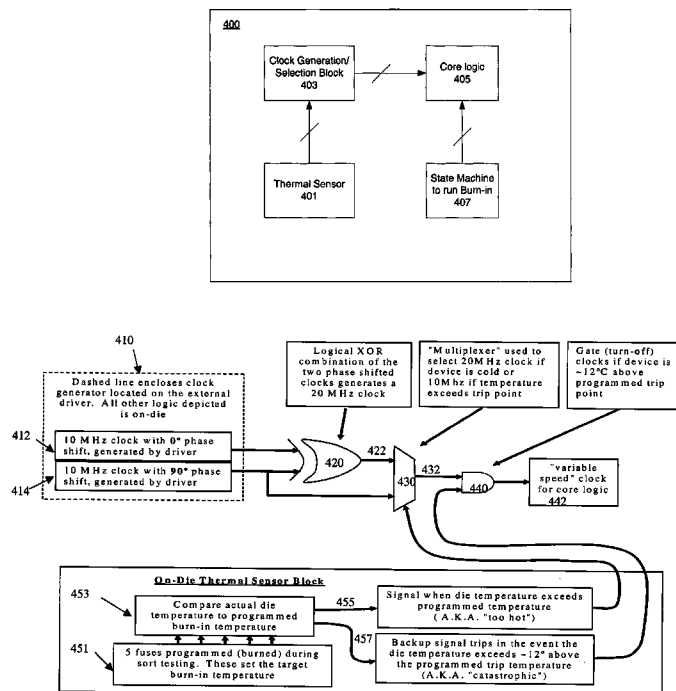 400
Clock Generation/
Selection Block
403
Core logic
405
Thermal Sensor
401
State Machine
to run Burn-in
407
410
Dashed line encloses clock
generator located on the external
driver. All other logic depicted
is on-die
Logical XOR
combination of the
two phase shifted
clocks generates a
20 MHz clock
"Multiplexer" used to
select 20MHz clock if
device is cold or
10Mhz if temperature
exceeds trip point
Gate (turn-off)
clocks if device is
~12°C above
programmed trip
point
412
10 MHz clock with 0° phase
shift, generated by driver
414
10 MHz clock with 90° phase
shift, generated by driver
420
422
430
432
440
"variable
speed" clock
for core logic
442
On-Die Thermal Sensor Block
453
Compare actual die
temperature to programmed
burn-in temperature
455
Signal when die temperature exceeds
programmed temperature
(A.K.A. "too hot")
451
5 fuses programmed (burned) during
sort testing. These set the target
burn-in temperature
457
Backup signal trips in the event the
die temperature exceeds ~12° above
the programmed trip temperature
(A.K.A. "catastrophic")